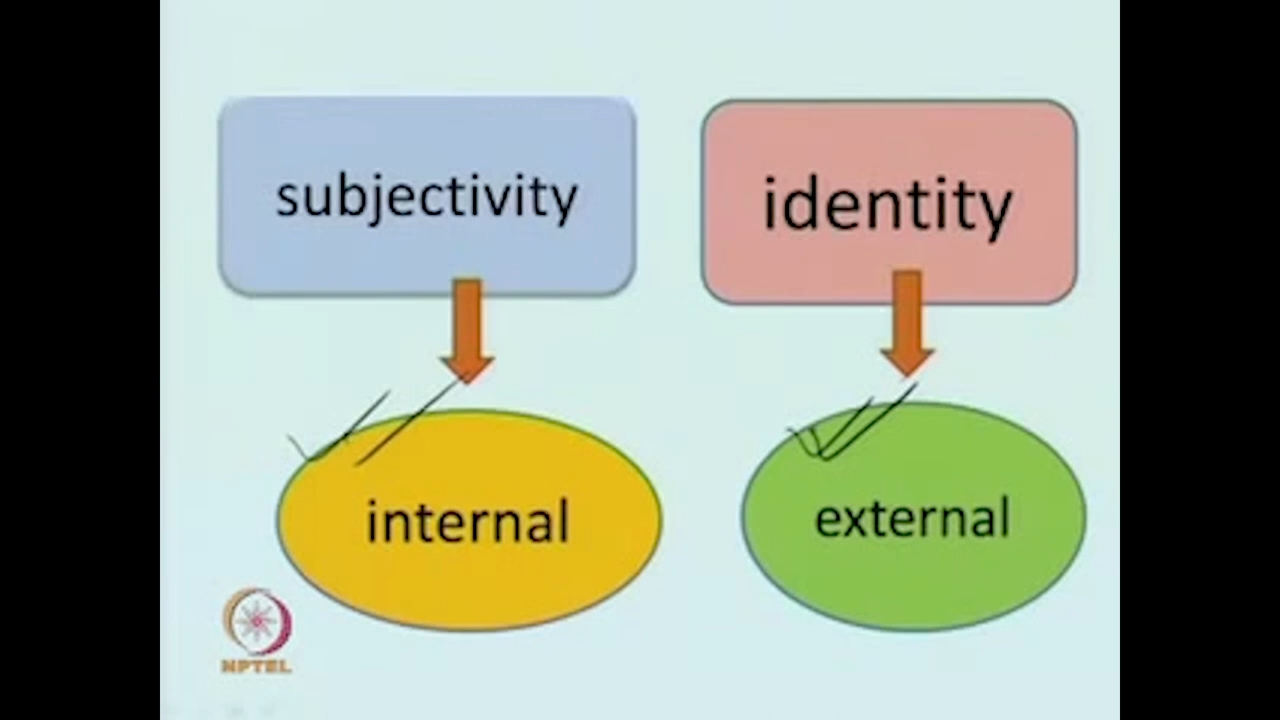 subjectivity
identity
internal
external
NPTEL